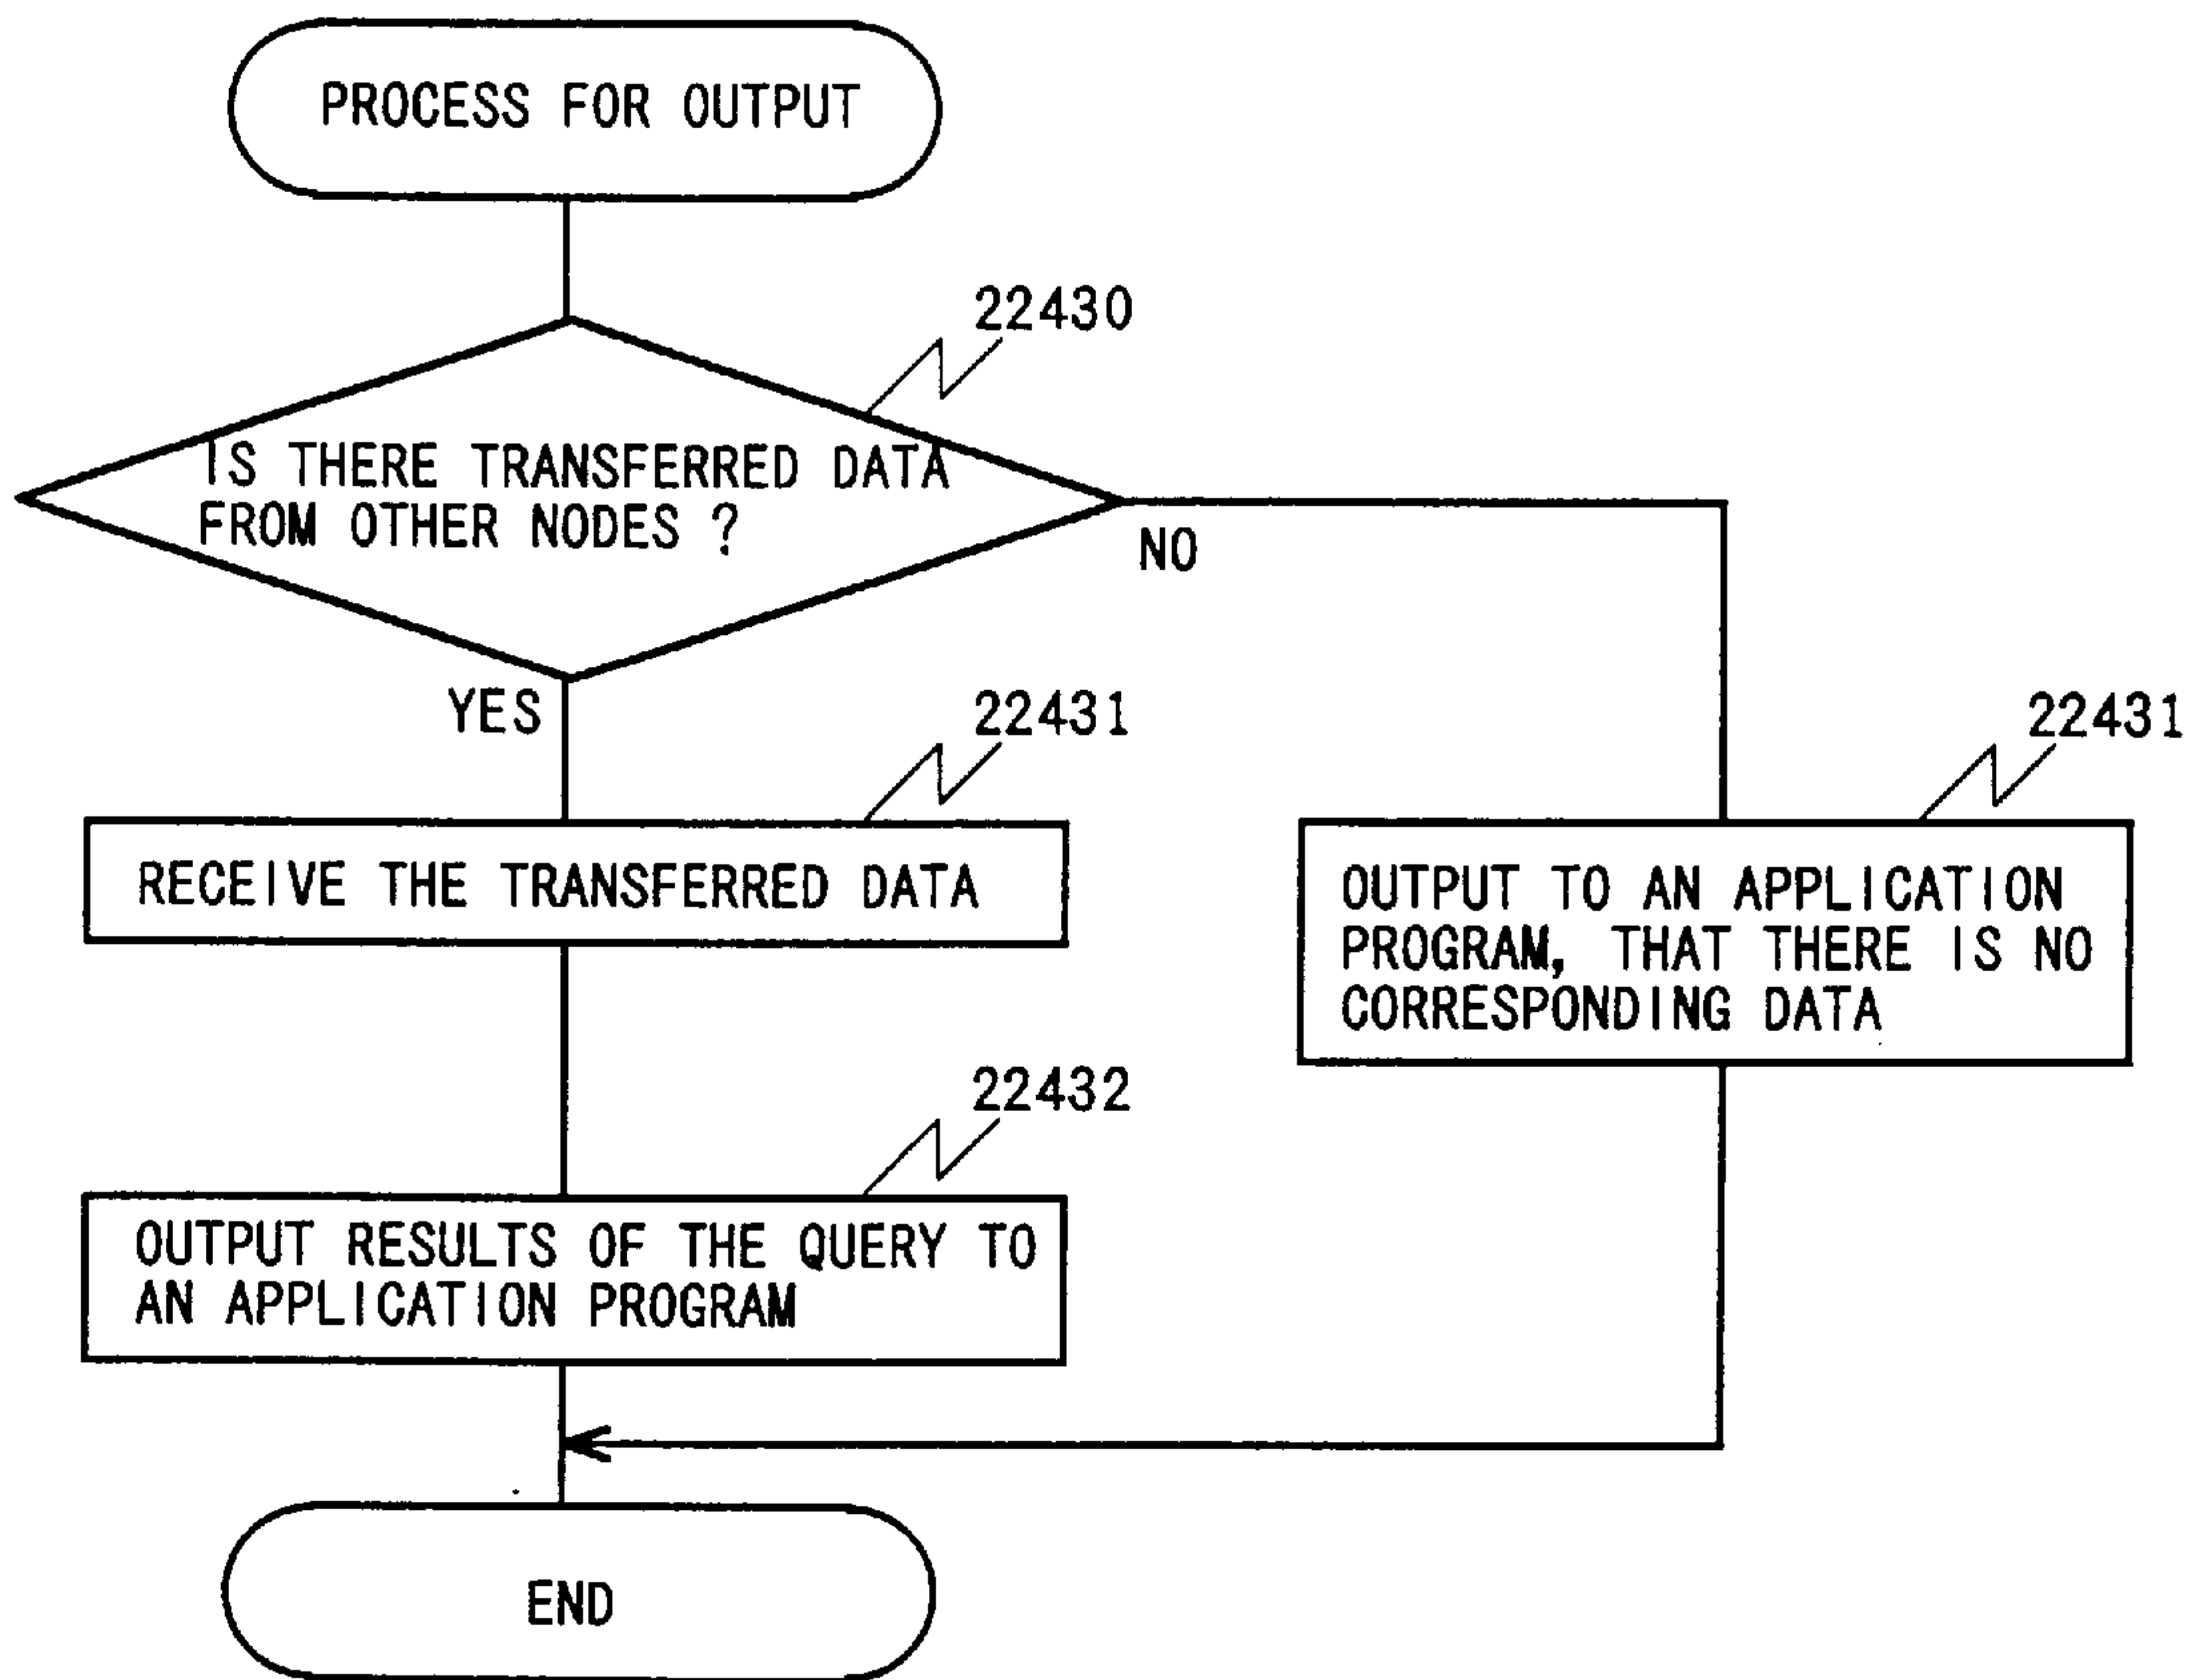 PROCESS FOR OUTPUT
22430
IS THERE TRANSFERRED DATA
FROM OTHER NODES ?
NO
YES
22431
22431
RECEIVE THE TRANSFERRED DATA
OUTPUT TO AN APPLICATION
PROGRAM, THAT THERE IS NO
CORRESPONDING DATA
22432
OUTPUT RESULTS OF THE QUERY TO
AN APPLICATION PROGRAM
END